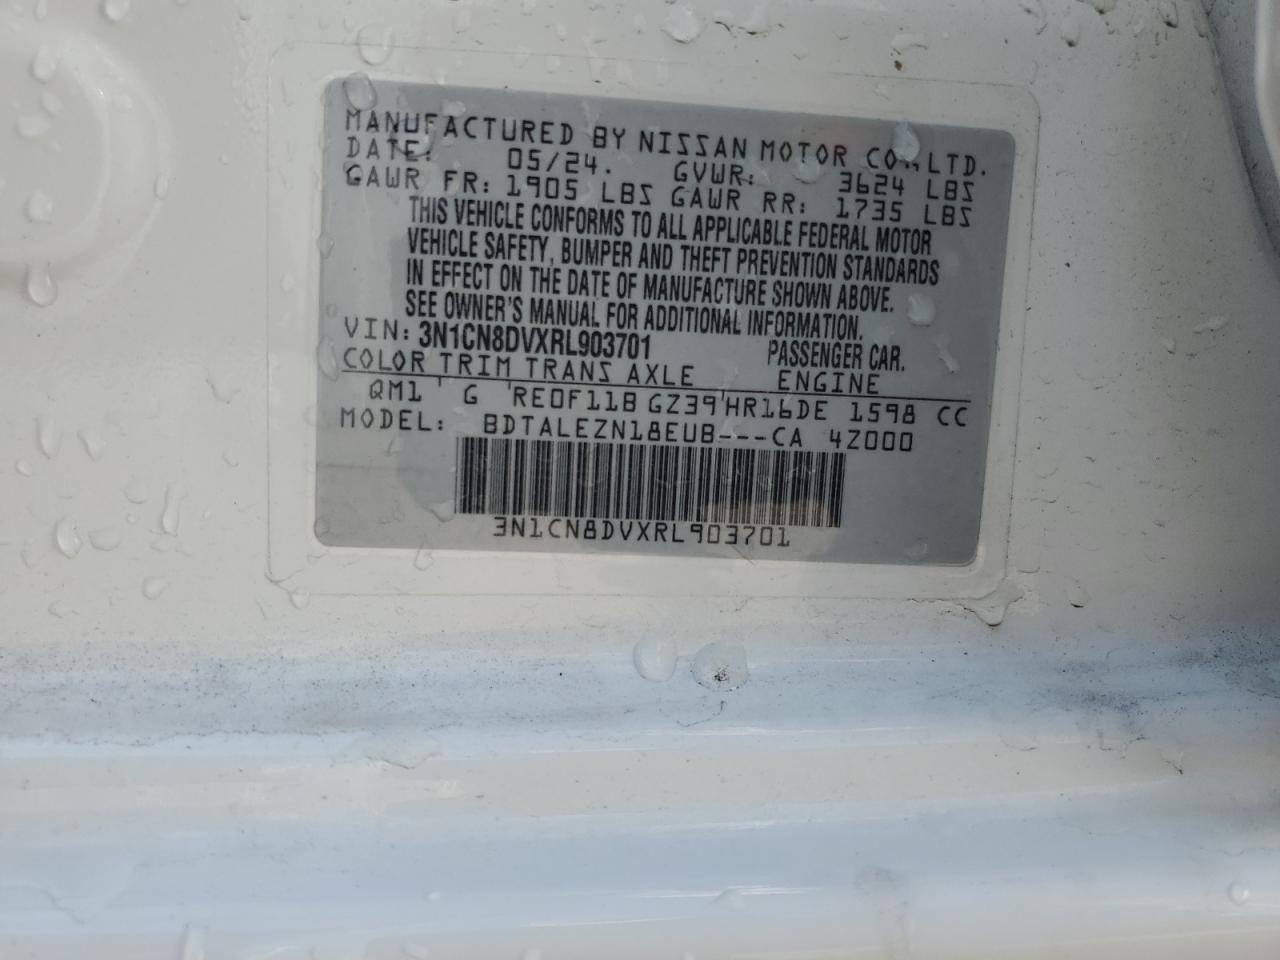 MANUFACTURED BY NISSAN MOTOR CO., LTD.
DATE: 05/24. GVWR: 3624 LBS
GAWR FR: 1905 LBS GAWR RR: 1735 LBS
THIS VEHICLE CONFORMS TO ALL APPLICABLE FEDERAL MOTOR
VEHICLE SAFETY, BUMPER AND THEFT PREVENTION STANDARDS
IN EFFECT ON THE DATE OF MANUFACTURE SHOWN ABOVE.
SEE OWNER'S MANUAL FOR ADDITIONAL INFORMATION.
VIN: 3N1CN8DVXRL903701 PASSENGER CAR.
COLOR TRIM TRANS AXLE ENGINE
QM1 G RE0F11B GZ39 HR16DE 1598 CC
MODEL: BDTALEZN18EUB---CA 4Z000
3N1CN8DVXRL903701